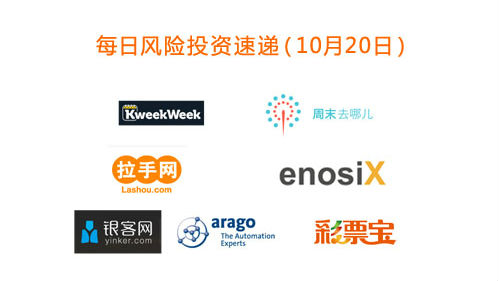 每日风险投资速递(10月20日)
KweekWeek
周末去哪儿
拉手网
Lashou.com
enosiX
银客网
yinker.com
arago
The Automation
Experts
彩票宝